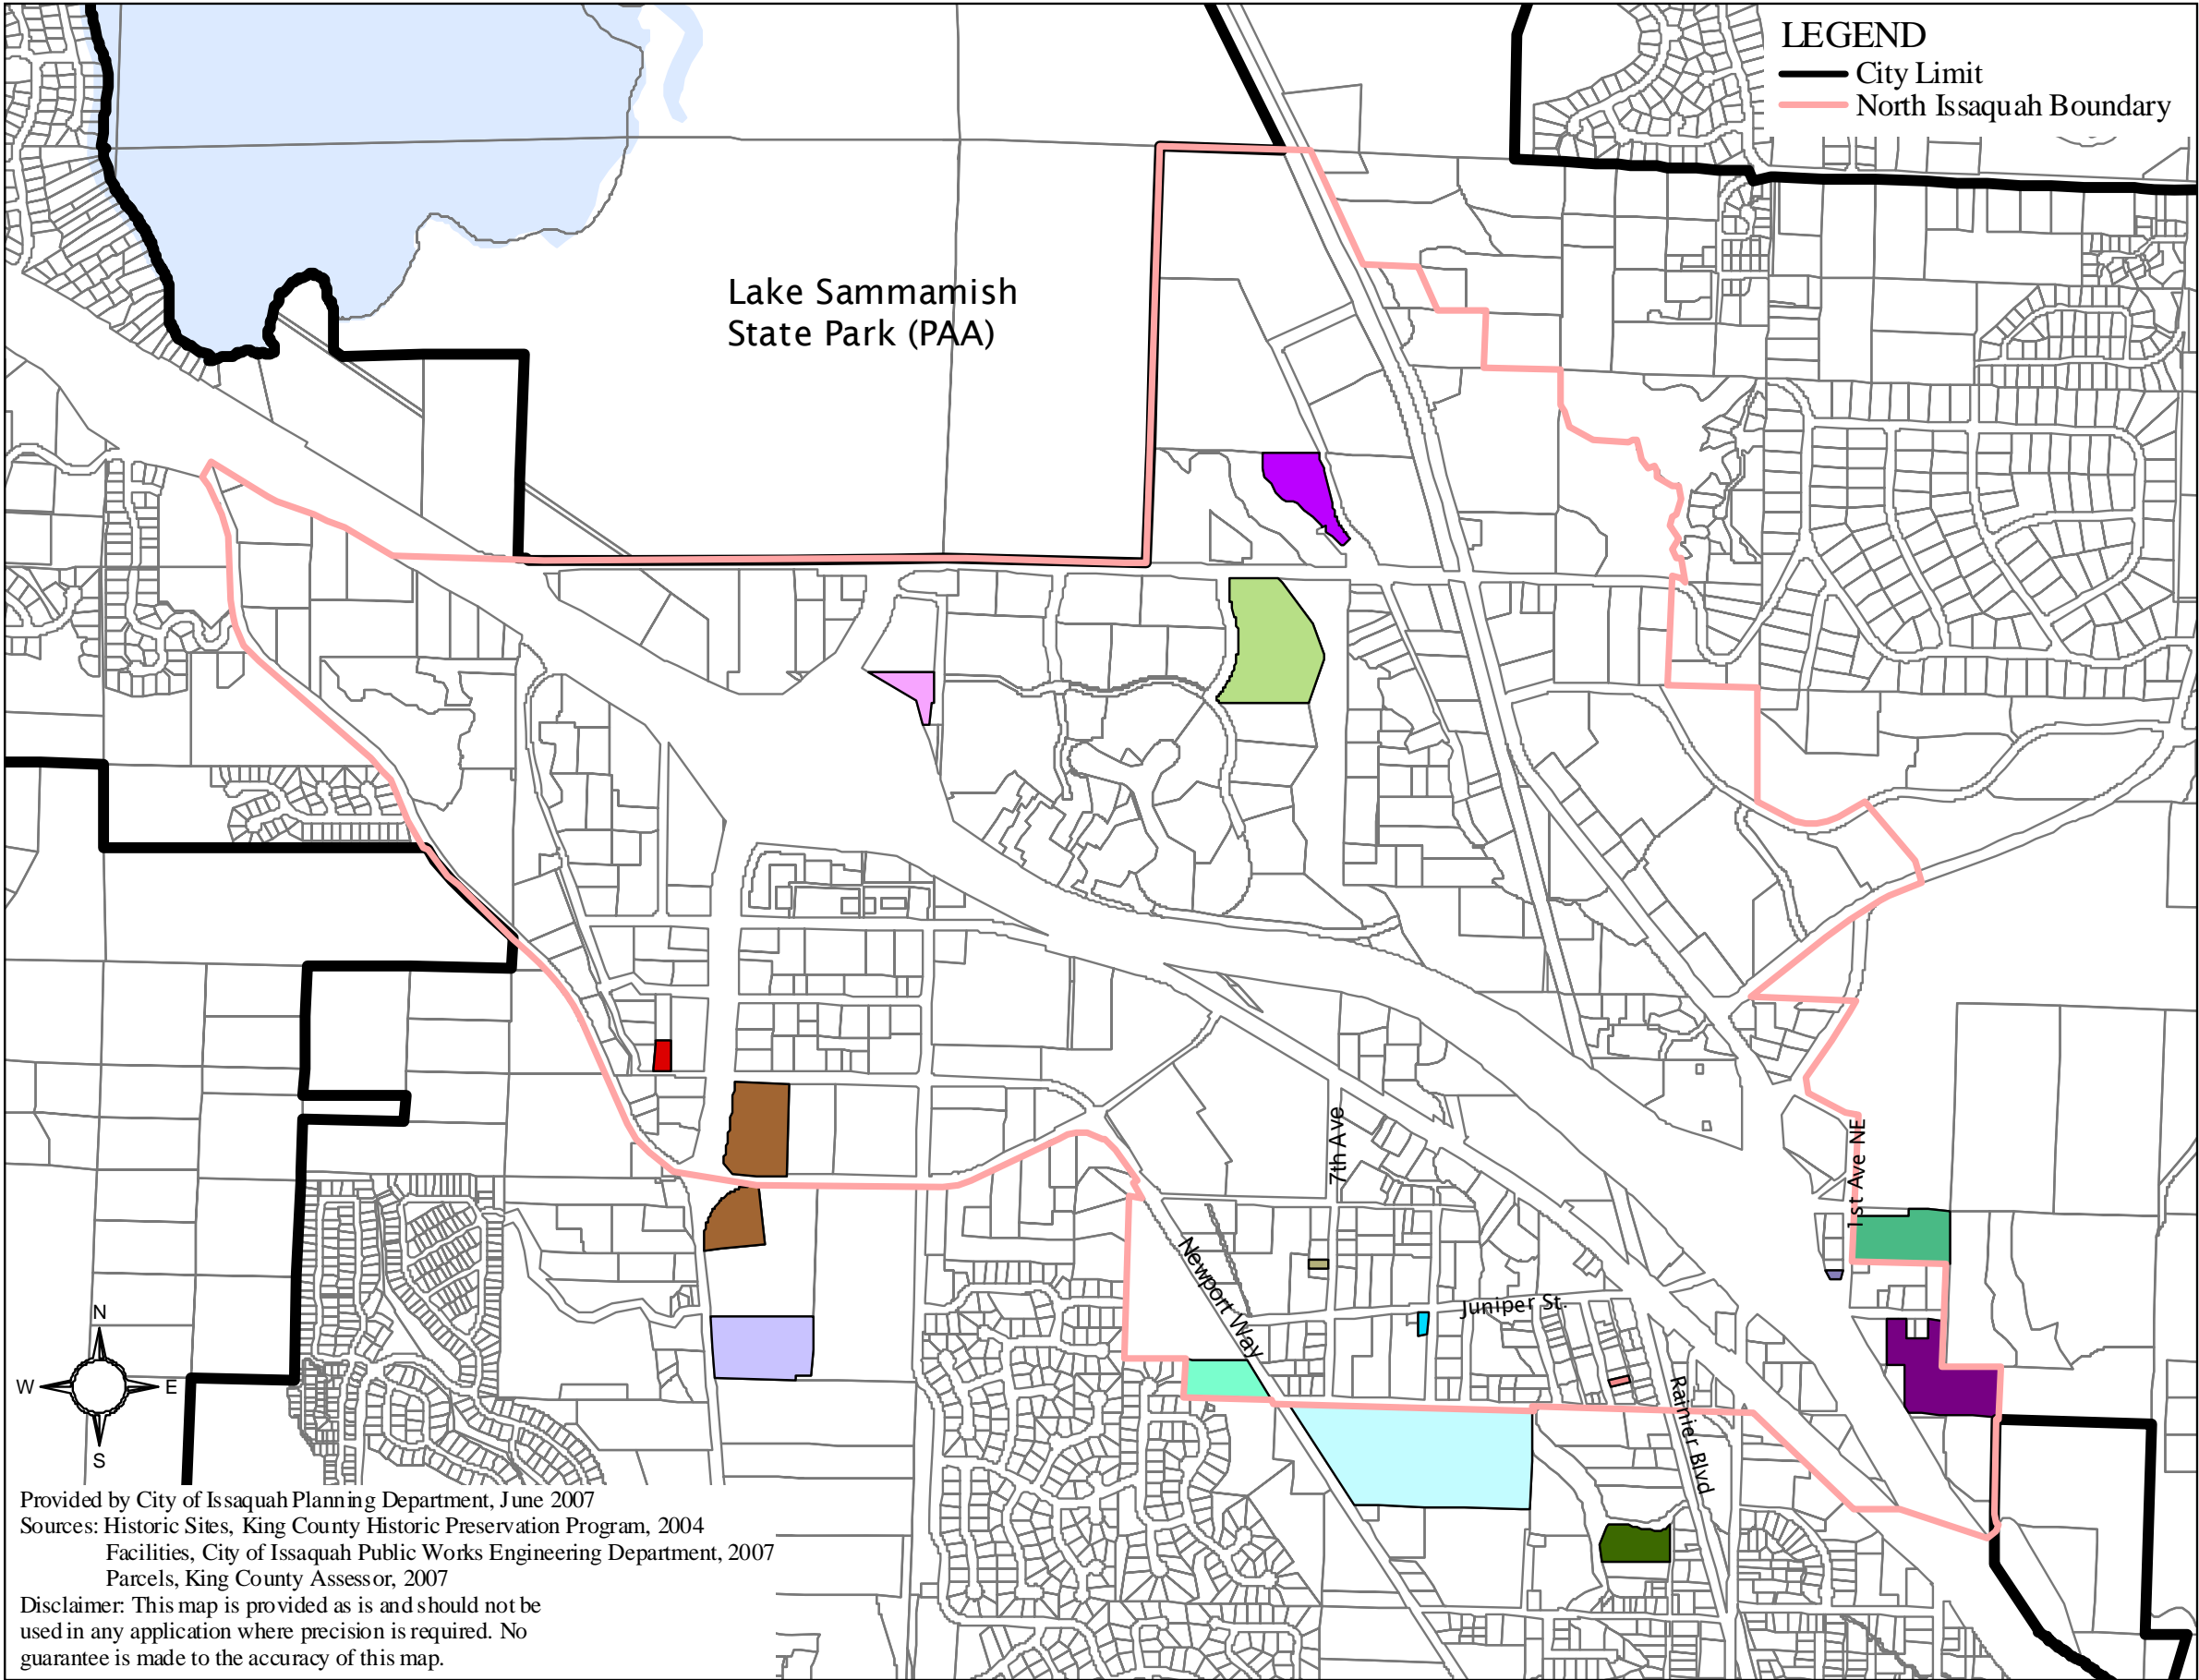 LEGEND
City Limit
North Issaquah Boundary
Lake Sammamish
State Park (PAA)
7th Ave
1st Ave NE
Newport Way
Juniper St.
Rainier Blvd
N
W
E
S
Provided by City of Issaquah Planning Department, June 2007
Sources: Historic Sites, King County Historic Preservation Program, 2004
Facilities, City of Issaquah Public Works Engineering Department, 2007
Parcels, King County Assessor, 2007
Disclaimer: This map is provided as is and should not be
used in any application where precision is required. No
guarantee is made to the accuracy of this map.